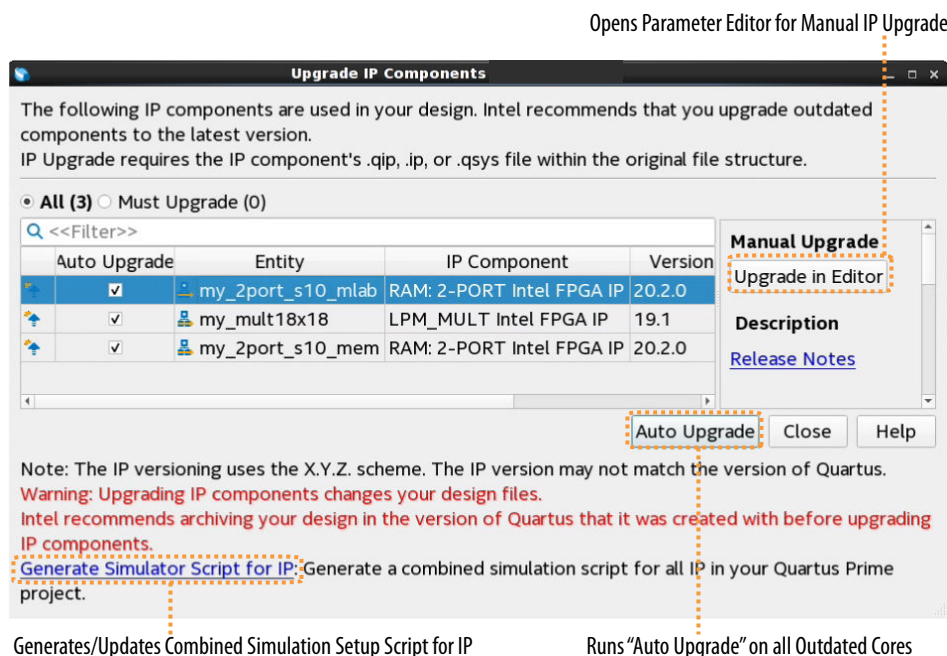 Opens Parameter Editor for Manual IP Upgrade
Upgrade IP Components
The following IP components are used in your design. Intel recommends that you upgrade outdated
components to the latest version.
IP Upgrade requires the IP component's .qip, .ip, or .qsys file within the original file structure.
All (3) Must Upgrade (0)
<<Filter>>
Auto Upgrade Entity IP Component Version
my_2port_s10_mlab RAM: 2-PORT Intel FPGA IP 20.2.0
my_mult18x18 LPM_MULT Intel FPGA IP 19.1
my_2port_s10_mem RAM: 2-PORT Intel FPGA IP 20.2.0
Manual Upgrade
Upgrade in Editor
Description
Release Notes
Auto Upgrade Close Help
Note: The IP versioning uses the X.Y.Z. scheme. The IP version may not match the version of Quartus.
Warning: Upgrading IP components changes your design files.
Intel recommends archiving your design in the version of Quartus that it was created with before upgrading
IP components.
Generate Simulator Script for IP: Generate a combined simulation script for all IP in your Quartus Prime
project.
Generates/Updates Combined Simulation Setup Script for IP
Runs “Auto Upgrade” on all Outdated Cores